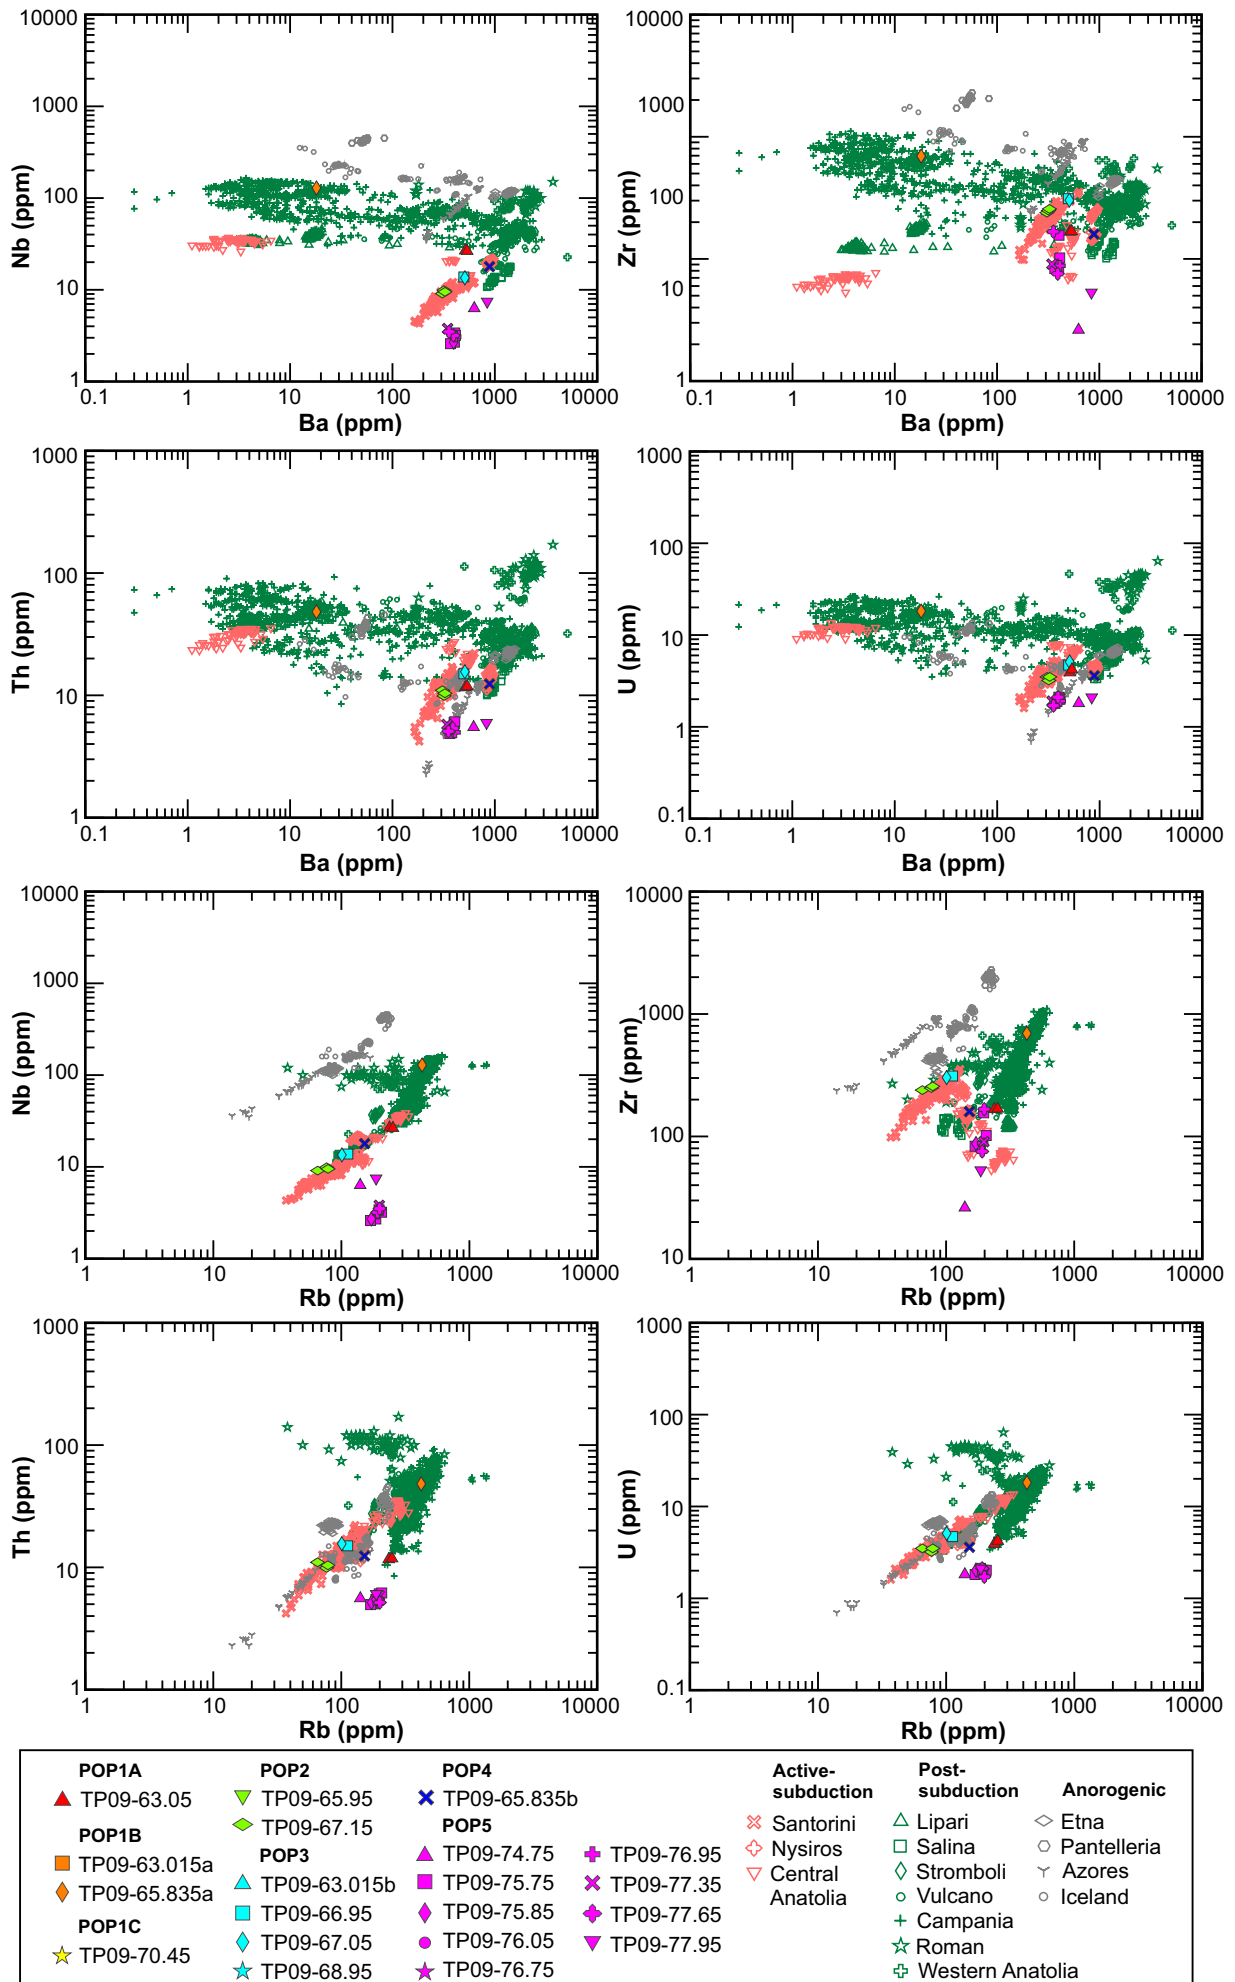 10000
1000
100
10
1
Nb (ppm)
0.1 1 10 100 1000 10000
Ba (ppm)
10000
1000
100
10
1
Zr (ppm)
0.1 1 10 100 1000 10000
Ba (ppm)
1000
100
10
1
Th (ppm)
0.1 1 10 100 1000 10000
Ba (ppm)
1000
100
10
1
0.1
U (ppm)
0.1 1 10 100 1000 10000
Ba (ppm)
10000
1000
100
10
1
Nb (ppm)
1 10 100 1000 10000
Rb (ppm)
10000
1000
100
10
Zr (ppm)
1 10 100 1000 10000
Rb (ppm)
1000
100
10
1
Th (ppm)
1 10 100 1000 10000
Rb (ppm)
1000
100
10
1
0.1
U (ppm)
1 10 100 1000 10000
Rb (ppm)
POP1A
TP09-63.05
POP1B
TP09-63.015a
TP09-65.835a
POP1C
TP09-70.45
POP2
TP09-65.95
TP09-67.15
POP3
TP09-63.015b
TP09-66.95
TP09-67.05
TP09-68.95
POP4
TP09-65.835b
POP5
TP09-74.75
TP09-75.75
TP09-75.85
TP09-76.05
TP09-76.75
TP09-76.95
TP09-77.35
TP09-77.65
TP09-77.95
Active-
subduction
Santorini
Nysiros
Central
Anatolia
Post-
subduction
Lipari
Salina
Stromboli
Vulcano
Campania
Roman
Western Anatolia
Anorogenic
Etna
Pantelleria
Azores
Iceland